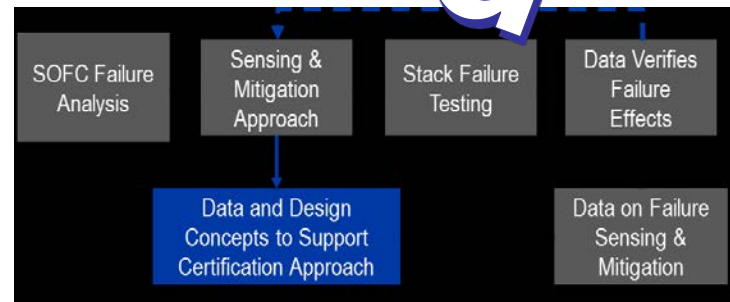 SOFC Failure
Analysis
Sensing &
Mitigation
Approach
Stack Failure
Testing
Data Verifies
Failure
Effects
Data and Design
Concepts to Support
Certification Approach
Data on Failure
Sensing &
Mitigation